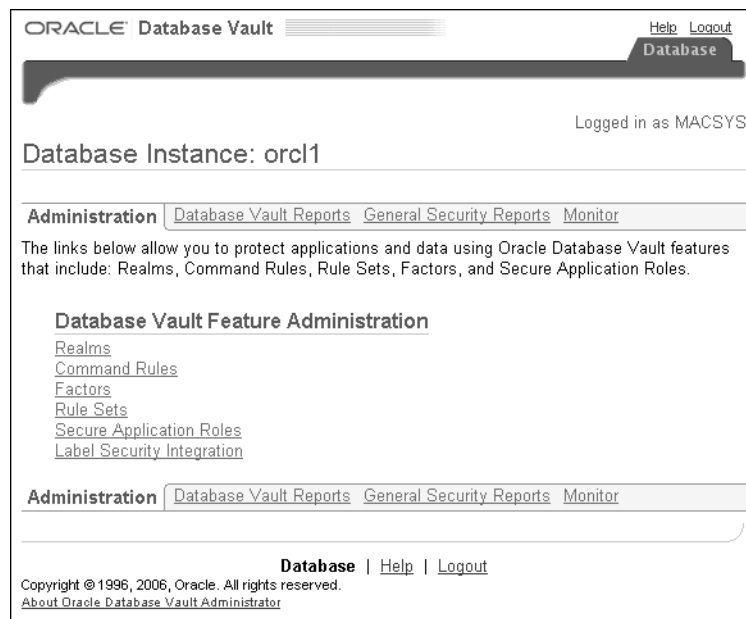 ORACLE Database Vault
Help Logout
Database
Logged in as MACSYS
Database Instance: orcl1
Administration Database Vault Reports General Security Reports Monitor
The links below allow you to protect applications and data using Oracle Database Vault features
that include: Realms, Command Rules, Rule Sets, Factors, and Secure Application Roles.
Database Vault Feature Administration
Realms
Command Rules
Factors
Rule Sets
Secure Application Roles
Label Security Integration
Administration Database Vault Reports General Security Reports Monitor
Database | Help | Logout
Copyright © 1996, 2006, Oracle. All rights reserved.
About Oracle Database Vault Administrator